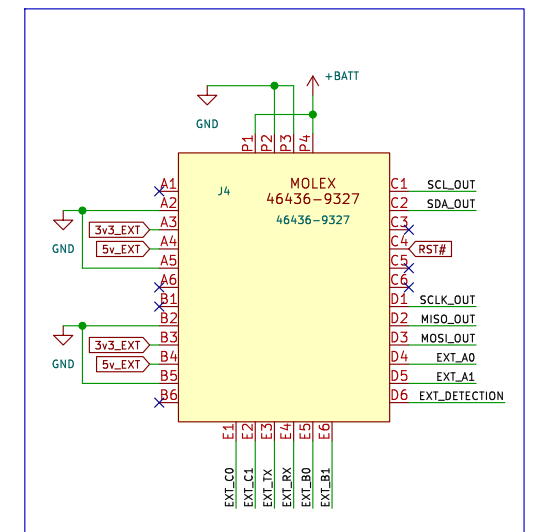 +BATT
GND
P1
P2
P3
P4
J4
MOLEX
46436-9327
46436-9327
A1
A2
A3
A4
A5
A6
B1
B2
B3
B4
B5
B6
GND
3v3_EXT
5v_EXT
GND
3v3_EXT
5v_EXT
C1 SCL_OUT
C2 SDA_OUT
C3
C4 RST#
C5
C6
D1 SCLK_OUT
D2 MISO_OUT
D3 MOSI_OUT
D4 EXT_A0
D5 EXT_A1
D6 EXT_DETECTION
E1
E2
E3
E4
E5
E6
EXT_C0
EXT_C1
EXT_TX
EXT_RX
EXT_B0
EXT_B1